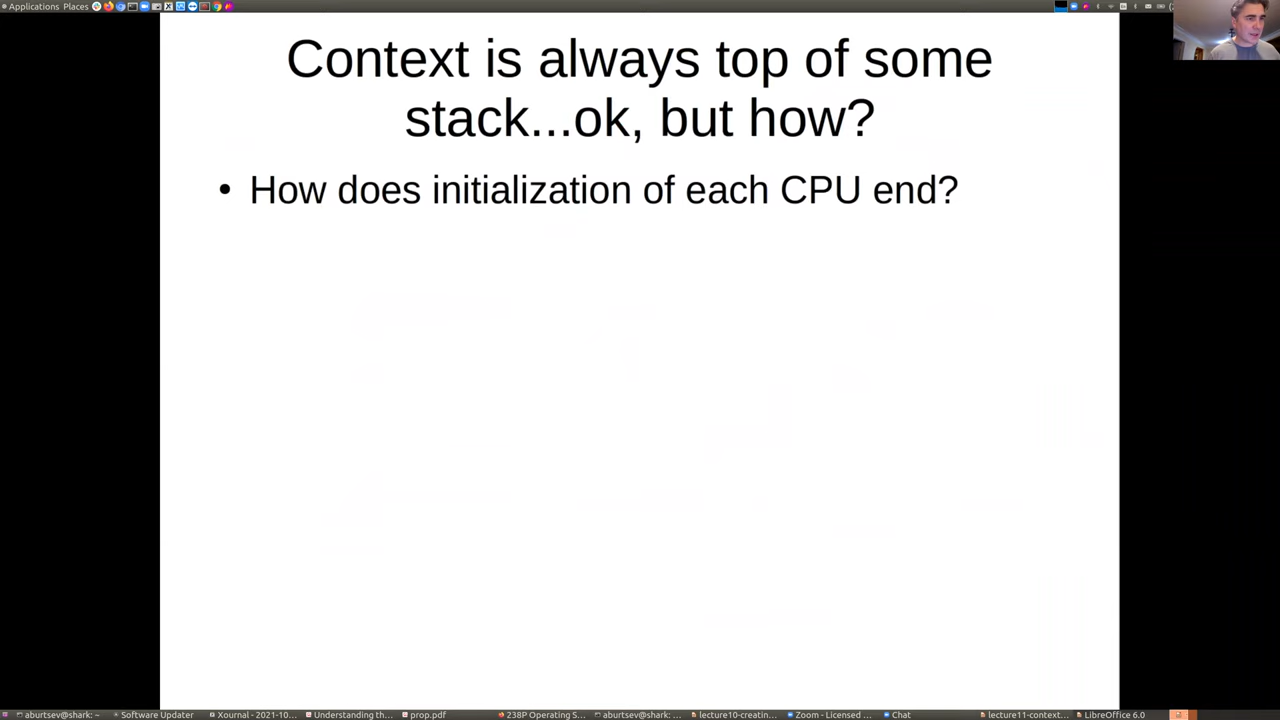 Applications Places
Context is always top of some
stack...ok, but how?
• How does initialization of each CPU end?
aburtsev@shark: ~
Software Updater
Xournal - 2021-10...
Understanding th...
prop.pdf
238P Operating S...
aburtsev@shark: ...
lecture10-creatin...
Zoom - Licensed ...
Chat
lecture11-context...
LibreOffice 6.0